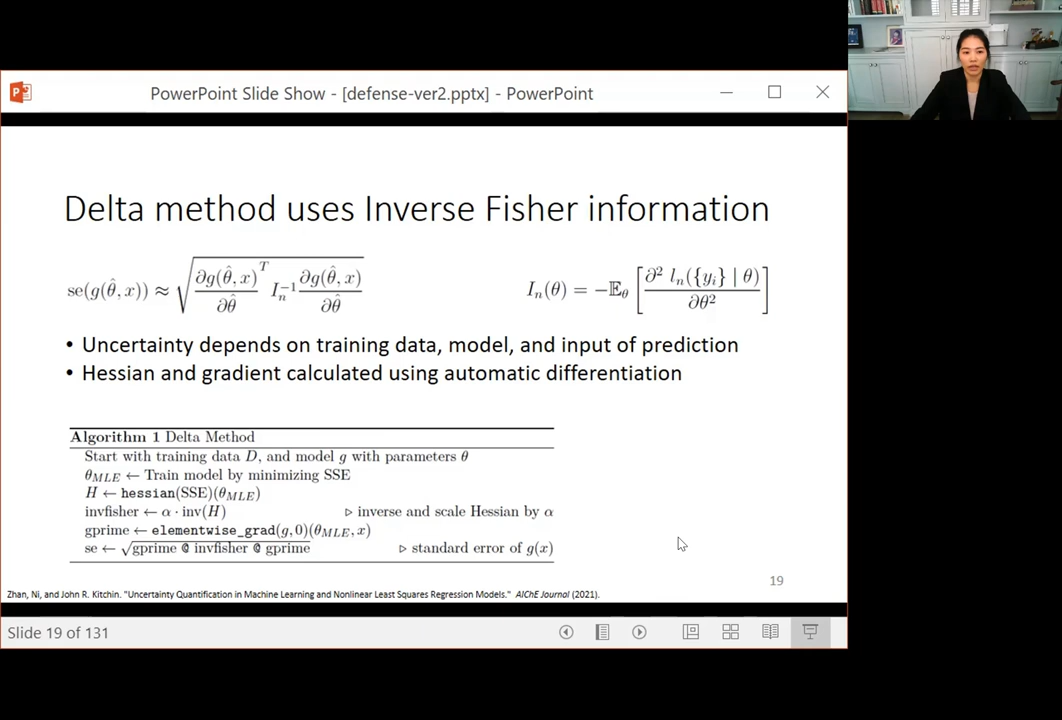 PowerPoint Slide Show - [defense-ver2.pptx] - PowerPoint
Delta method uses Inverse Fisher information
se(g(θ̂, x)) ≈ √(∂g(θ̂, x)/∂θ̂ ᵀ Iₙ⁻¹ ∂g(θ̂, x)/∂θ̂)
Iₙ(θ) = −𝔼_θ [∂² lₙ({yᵢ} | θ)/∂θ²]
• Uncertainty depends on training data, model, and input of prediction
• Hessian and gradient calculated using automatic differentiation
Algorithm 1 Delta Method
Start with training data D, and model g with parameters θ
θ_MLE ← Train model by minimizing SSE
H ← hessian(SSE)(θ_MLE)
invfisher ← α · inv(H) ▷ inverse and scale Hessian by α
gprime ← elementwise_grad(g,0)(θ_MLE, x)
se ← √(gprime @ invfisher @ gprime) ▷ standard error of g(x)
19
Zhan, Ni, and John R. Kitchin. "Uncertainty Quantification in Machine Learning and Nonlinear Least Squares Regression Models." AIChE Journal (2021).
Slide 19 of 131